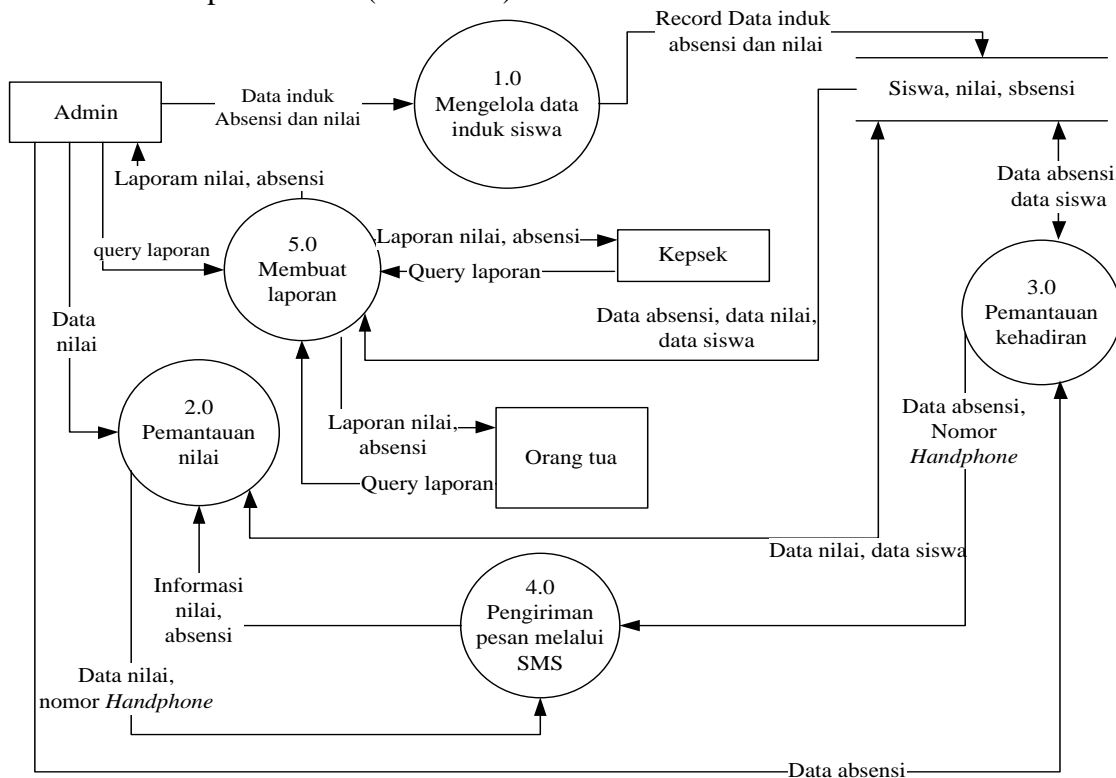 Record Data induk
absensi dan nilai
1.0
Mengelola data
induk siswa
Data induk
Absensi dan nilai
Admin
Siswa, nilai, sbsensi
Laporam nilai, absensi
Data absensi,
data siswa
query laporan
5.0
Membuat
laporan
Laporan nilai, absensi
Query laporan
Kepsek
3.0
Pemantauan
kehadiran
Data
nilai
Data absensi, data nilai,
data siswa
2.0
Pemantauan
nilai
Laporan nilai,
absensi
Query laporan
Orang tua
Data absensi,
Nomor
Handphone
Data nilai, data siswa
Informasi
nilai,
absensi
4.0
Pengiriman
pesan melalui
SMS
Data nilai,
nomor Handphone
Data absensi